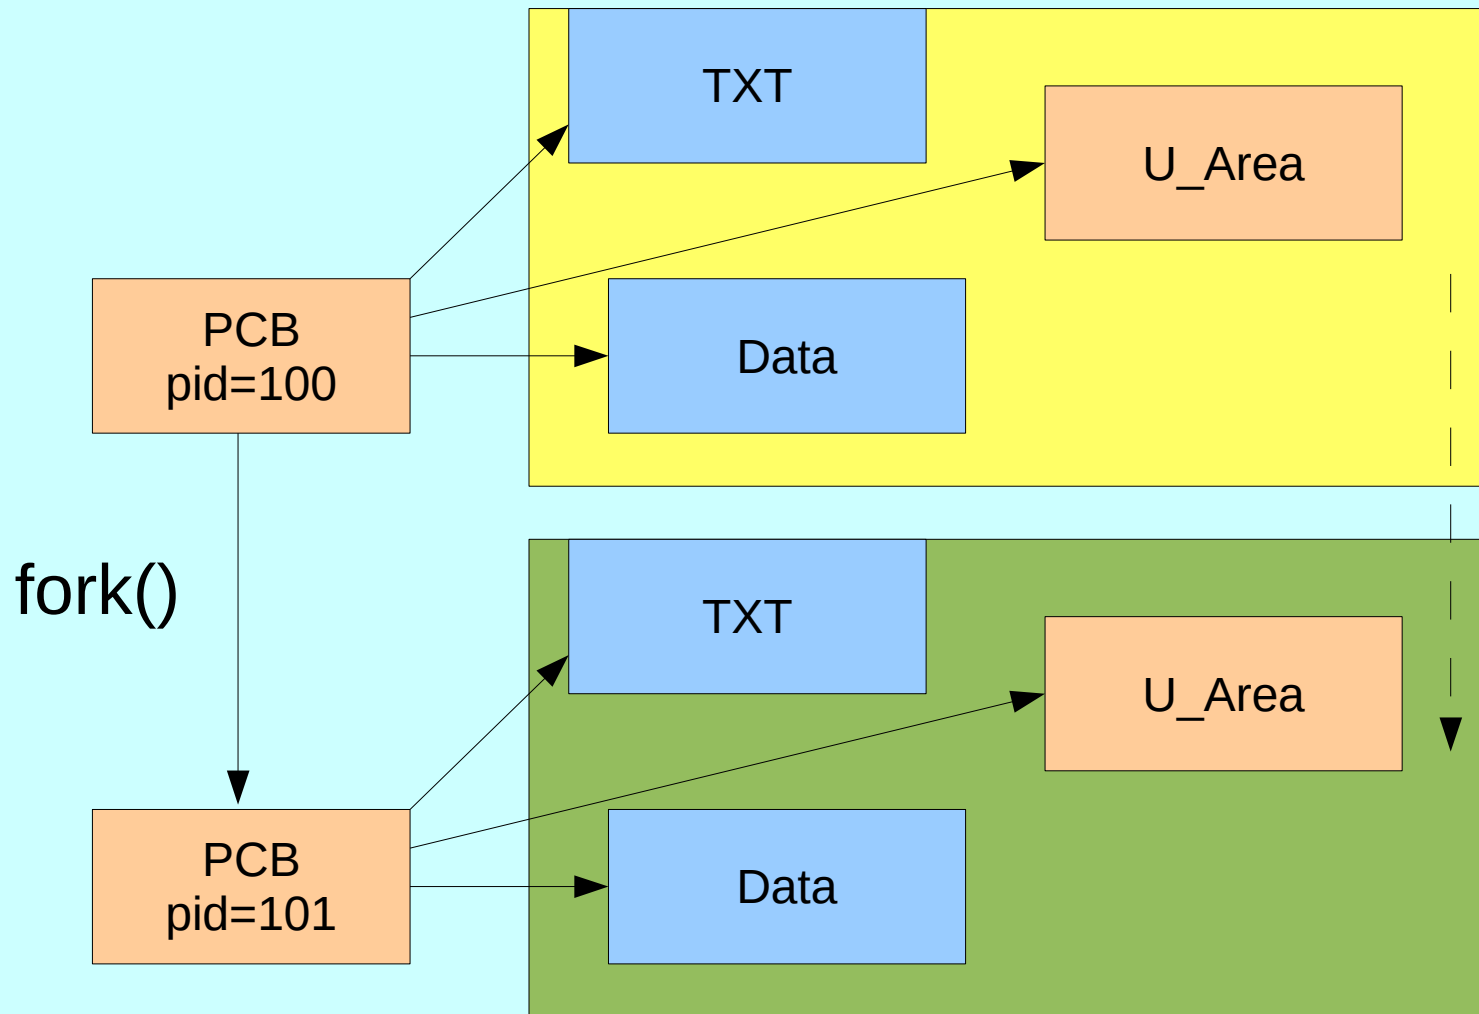 TXT
U_Area
PCB
pid=100
Data
fork()
TXT
U_Area
PCB
pid=101
Data